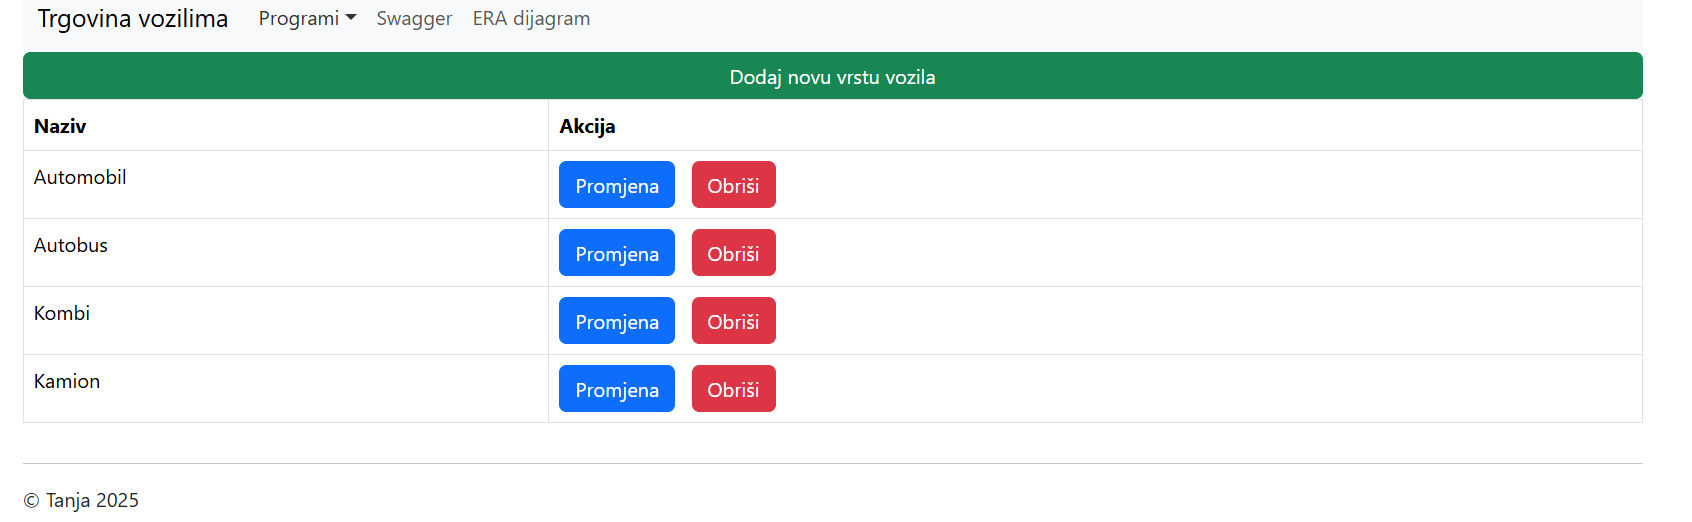 Trgovina vozilima Programi Swagger ERA dijagram
Dodaj novu vrstu vozila
Naziv Akcija
Automobil Promjena Obriši
Autobus Promjena Obriši
Kombi Promjena Obriši
Kamion Promjena Obriši
© Tanja 2025